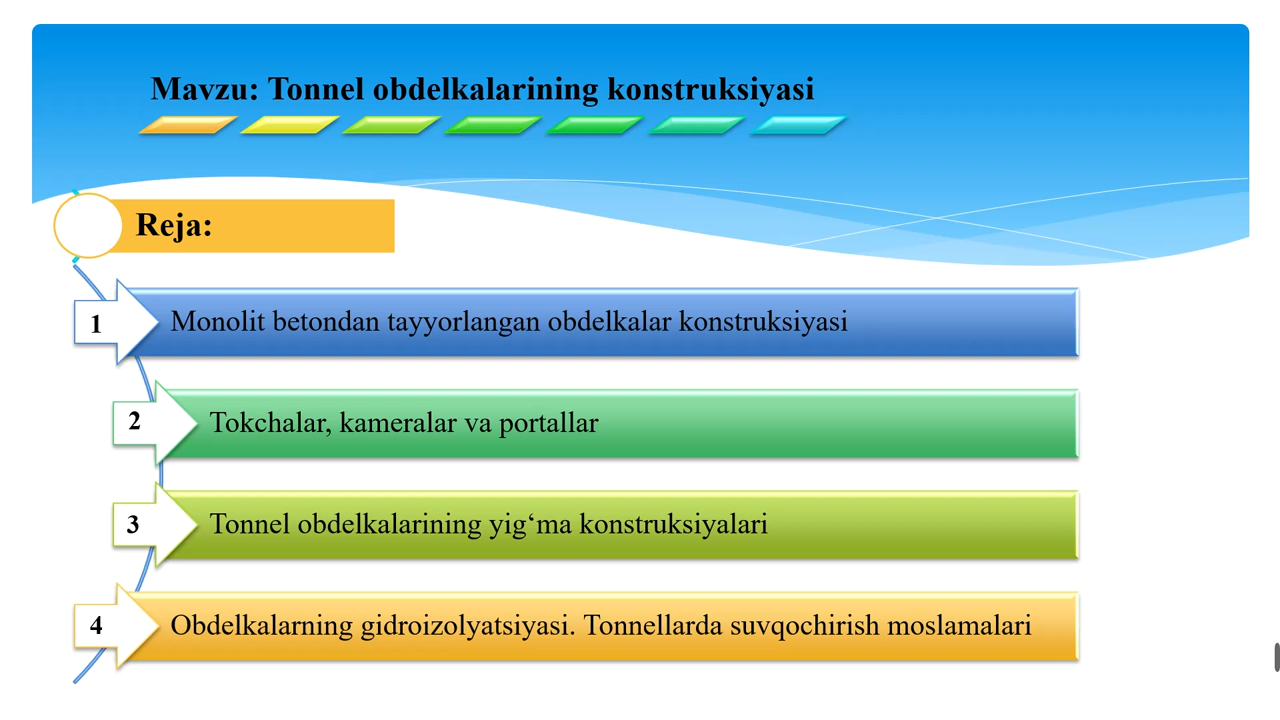 Mavzu: Tonnel obdelkalarining konstruksiyasi
Reja:
1 Monolit betondan tayyorlangan obdelkalar konstruksiyasi
2 Tokchalar, kameralar va portallar
3 Tonnel obdelkalarining yig‘ma konstruksiyalari
4 Obdelkalarning gidroizolyatsiyasi. Tonnellarda suvqochirish moslamalari